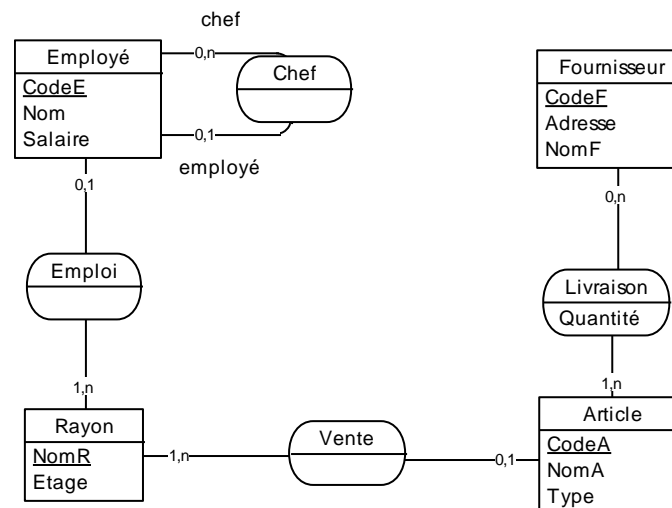 chef
Employé
CodeE
Nom
Salaire
0,n
Chef
0,1
employé
Fournisseur
CodeF
Adresse
NomF
0,1
0,n
Emploi
Livraison
Quantité
1,n
1,n
Rayon
NomR
Etage
1,n
Vente
0,1
Article
CodeA
NomA
Type